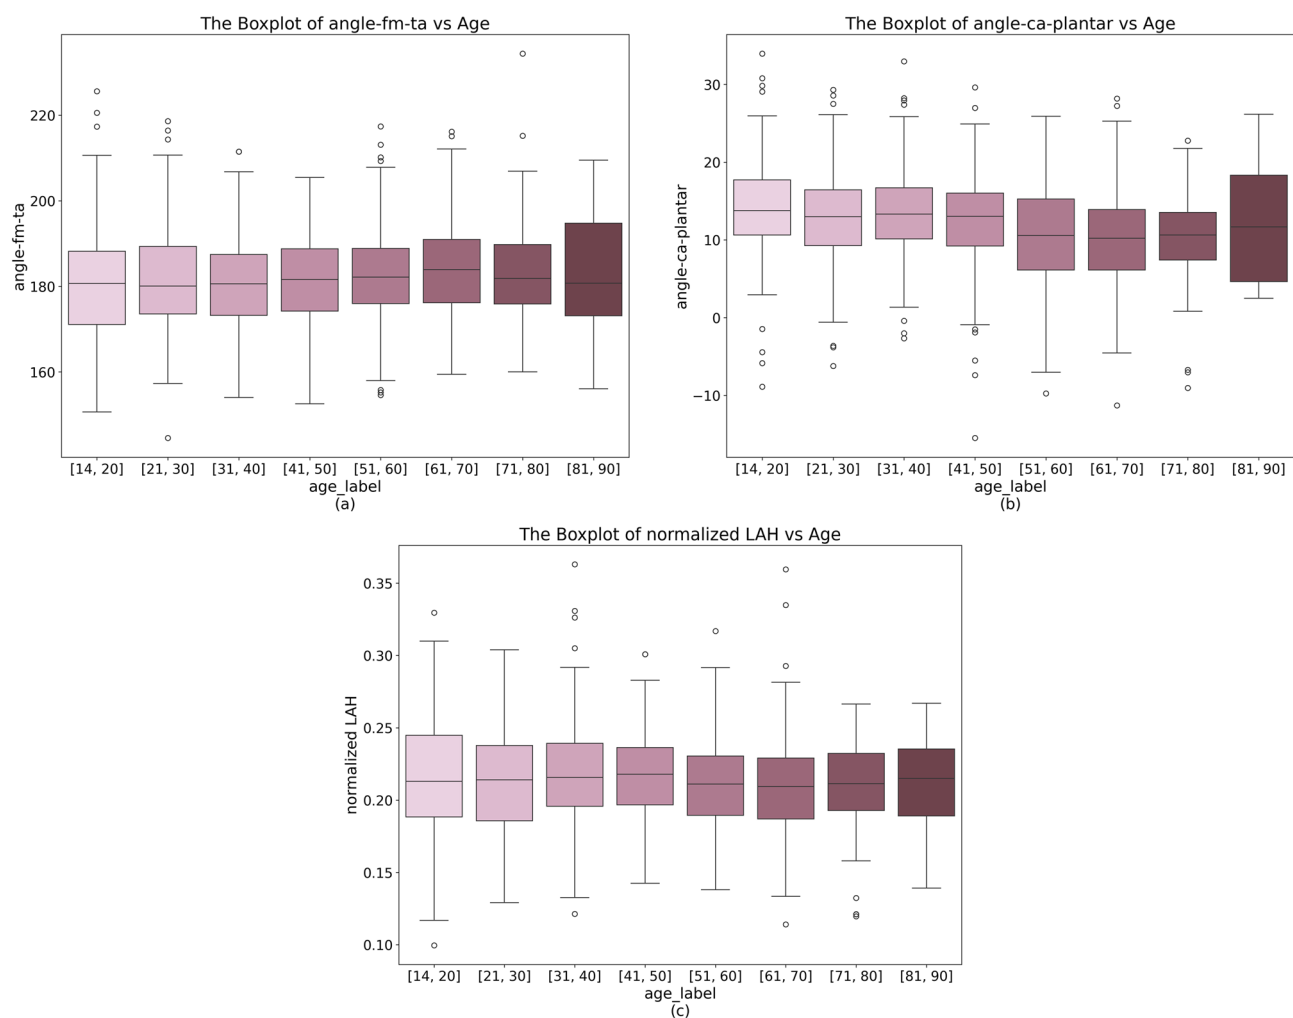 The Boxplot of angle-fm-ta vs Age
angle-fm-ta
220
200
180
160
[14, 20] [21, 30] [31, 40] [41, 50] [51, 60] [61, 70] [71, 80] [81, 90]
age_label
(a)
The Boxplot of angle-ca-plantar vs Age
angle-ca-plantar
30
20
10
0
−10
[14, 20] [21, 30] [31, 40] [41, 50] [51, 60] [61, 70] [71, 80] [81, 90]
age_label
(b)
The Boxplot of normalized LAH vs Age
normalized LAH
0.35
0.30
0.25
0.20
0.15
0.10
[14, 20] [21, 30] [31, 40] [41, 50] [51, 60] [61, 70] [71, 80] [81, 90]
age_label
(c)